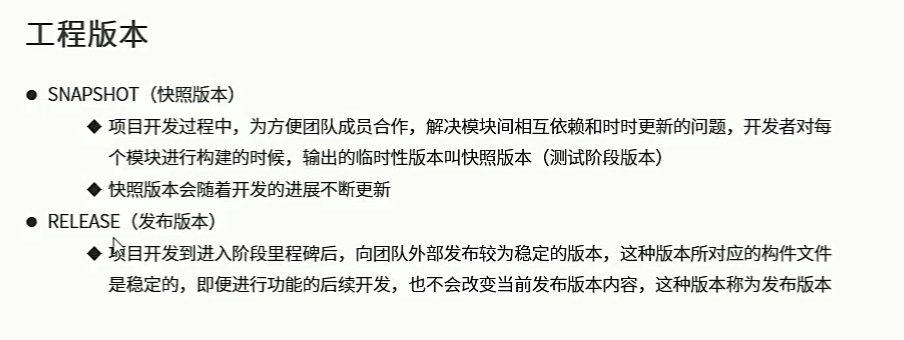 工程版本
● SNAPSHOT（快照版本）
◆ 项目开发过程中，为方便团队成员合作，解决模块间相互依赖和时时更新的问题，开发者对每
个模块进行构建的时候，输出的临时性版本叫快照版本（测试阶段版本）
◆ 快照版本会随着开发的进展不断更新
● RELEASE（发布版本）
◆ 项目开发到进入阶段里程碑后，向团队外部发布较为稳定的版本，这种版本所对应的构件文件
是稳定的，即便进行功能的后续开发，也不会改变当前发布版本内容，这种版本称为发布版本